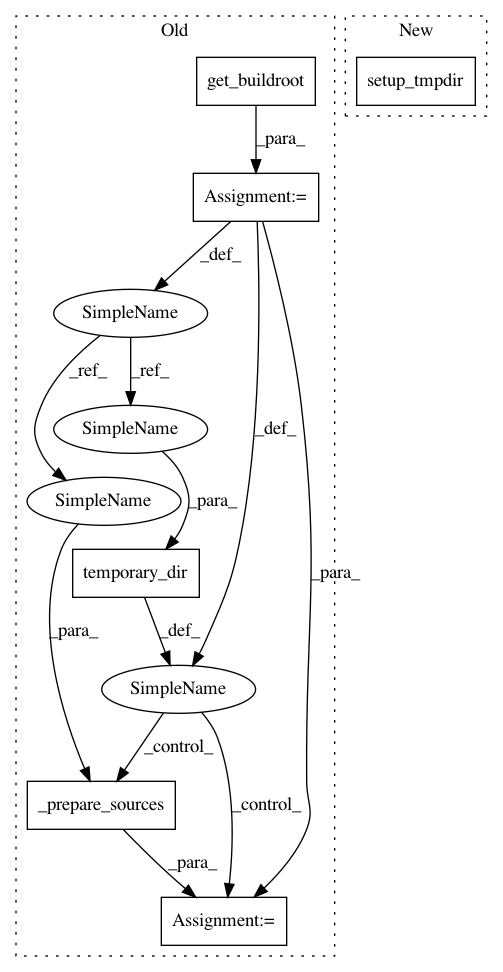 Old
New
get_buildroot
setup_tmpdir
_para_
Assignment:=
_def_
SimpleName
_ref_
_ref_
SimpleName
_def_
SimpleName
_para_
temporary_dir
_para_
_para_
_def_
SimpleName
_control_
_prepare_sources
_control_
_para_
Assignment:=